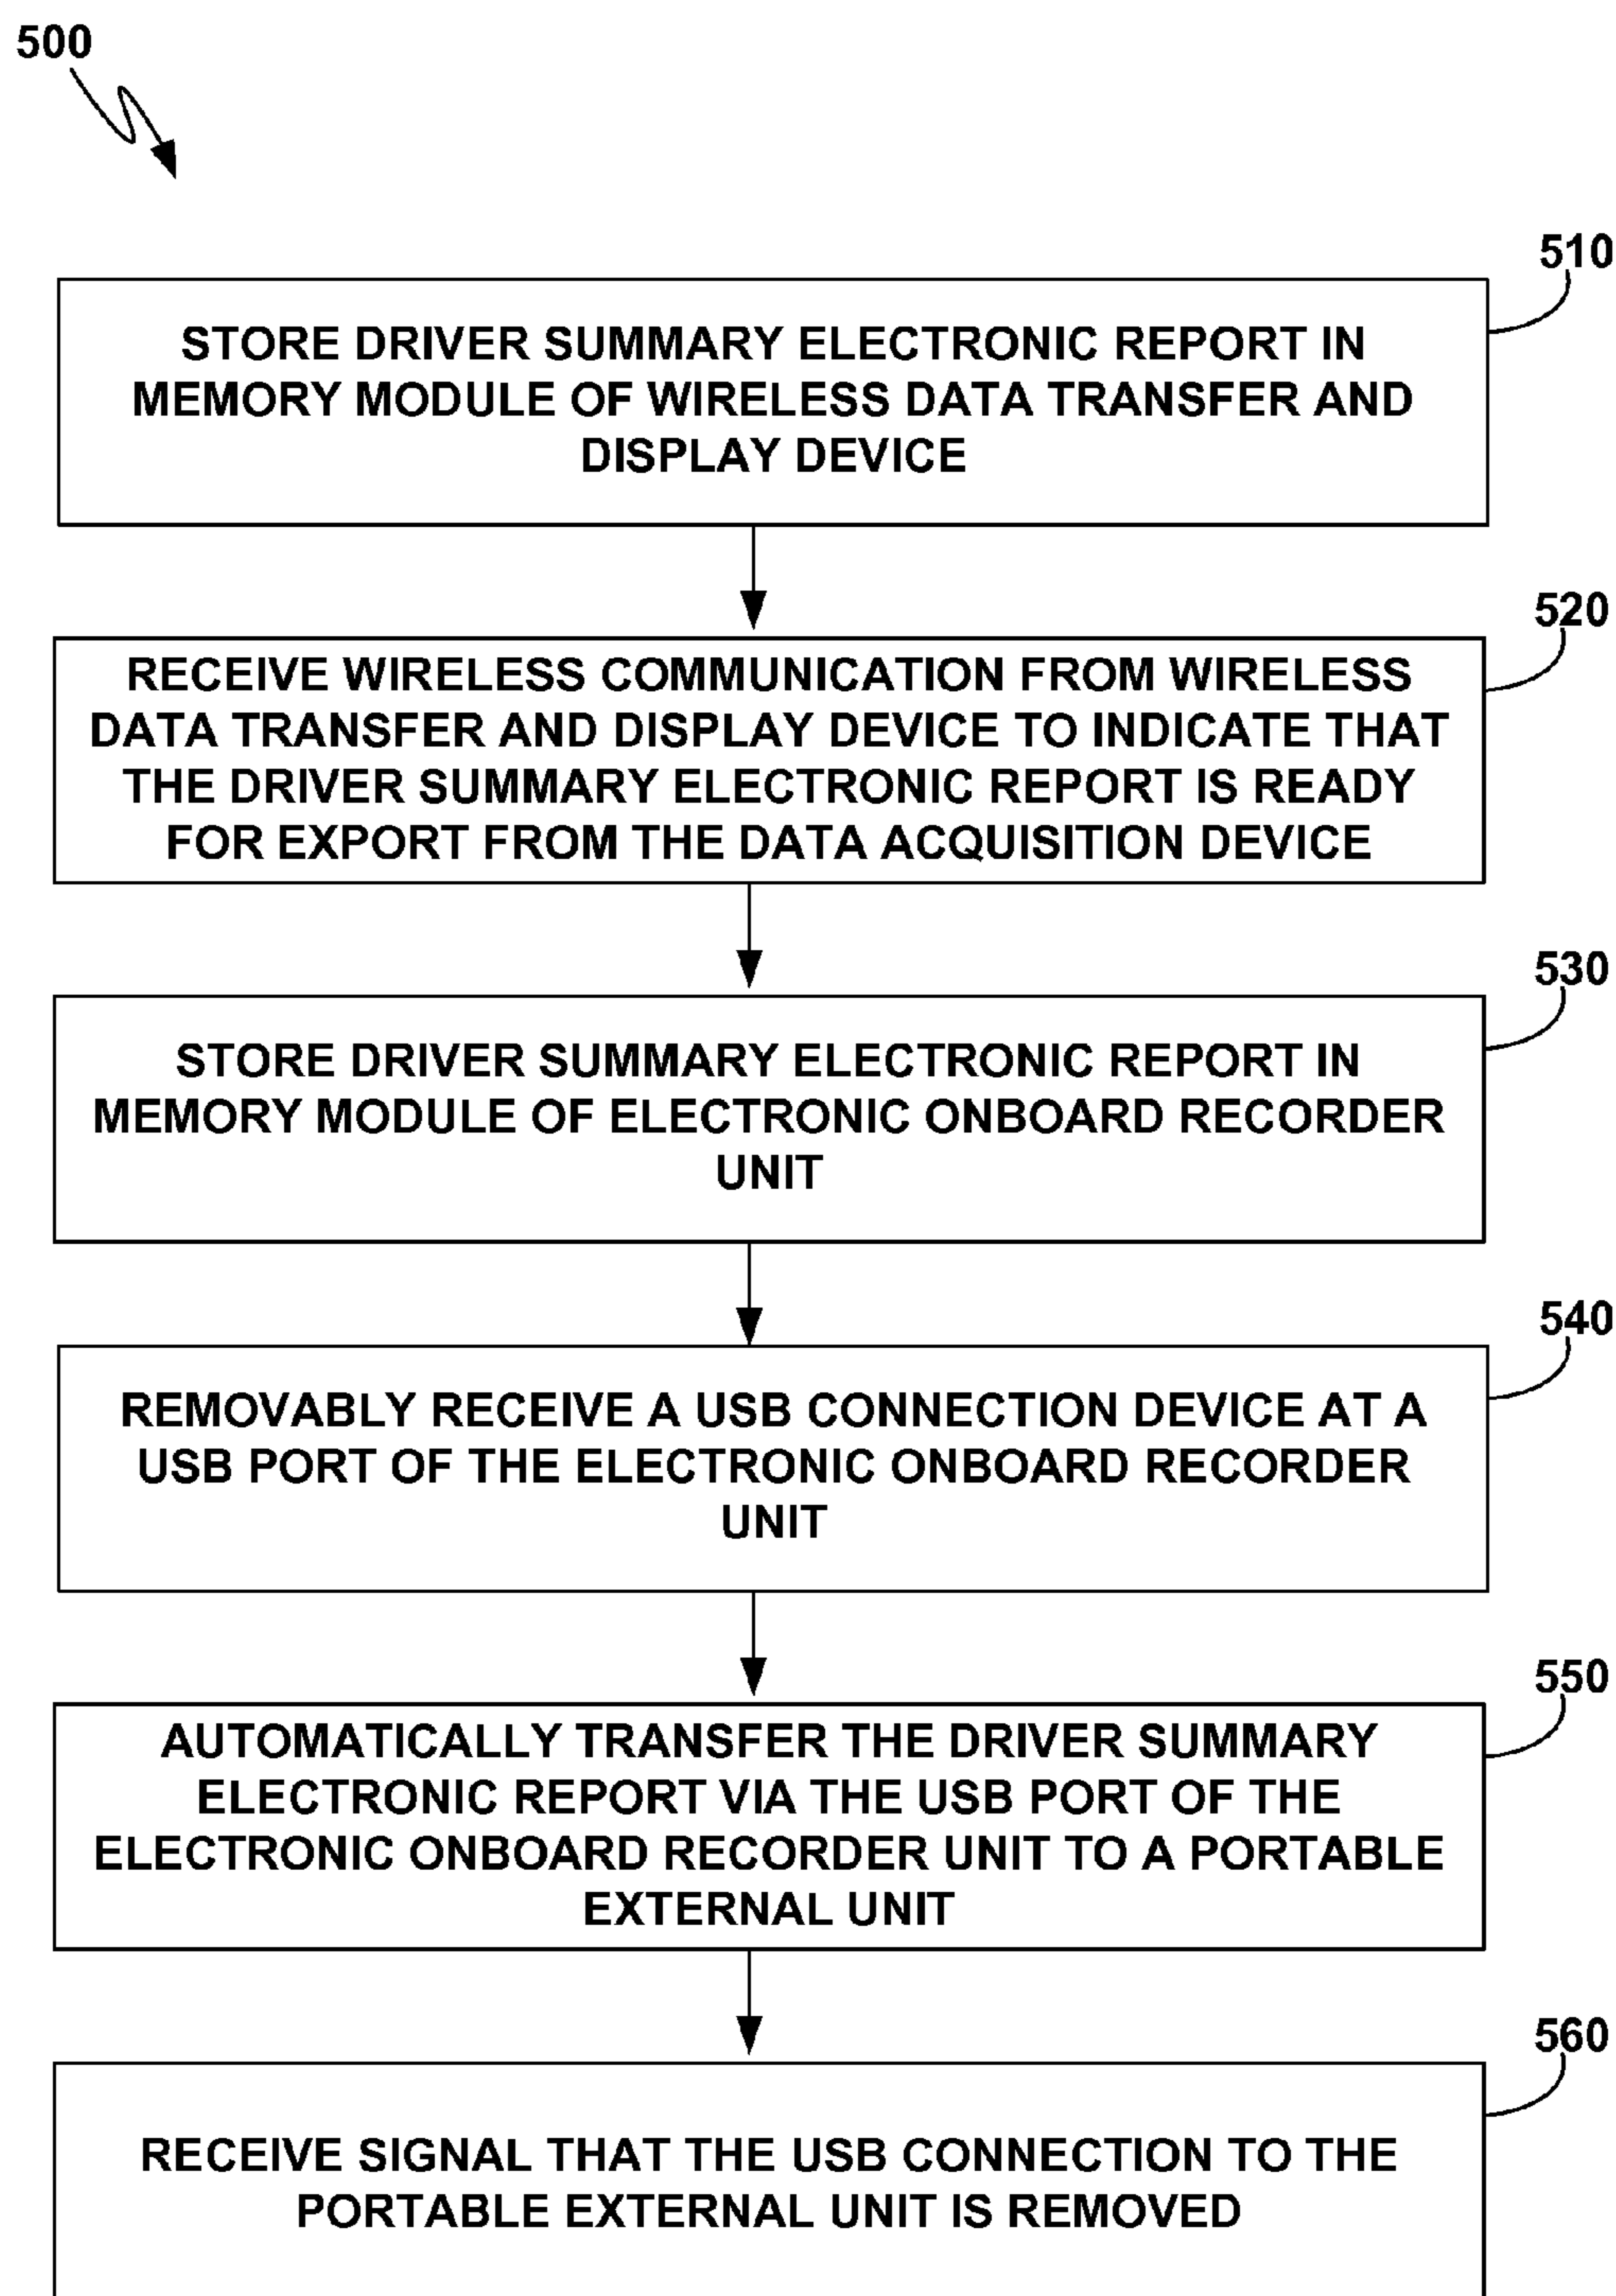 500
510
STORE DRIVER SUMMARY ELECTRONIC REPORT IN
MEMORY MODULE OF WIRELESS DATA TRANSFER AND
DISPLAY DEVICE
520
RECEIVE WIRELESS COMMUNICATION FROM WIRELESS
DATA TRANSFER AND DISPLAY DEVICE TO INDICATE THAT
THE DRIVER SUMMARY ELECTRONIC REPORT IS READY
FOR EXPORT FROM THE DATA ACQUISITION DEVICE
530
STORE DRIVER SUMMARY ELECTRONIC REPORT IN
MEMORY MODULE OF ELECTRONIC ONBOARD RECORDER
UNIT
540
REMOVABLY RECEIVE A USB CONNECTION DEVICE AT A
USB PORT OF THE ELECTRONIC ONBOARD RECORDER
UNIT
550
AUTOMATICALLY TRANSFER THE DRIVER SUMMARY
ELECTRONIC REPORT VIA THE USB PORT OF THE
ELECTRONIC ONBOARD RECORDER UNIT TO A PORTABLE
EXTERNAL UNIT
560
RECEIVE SIGNAL THAT THE USB CONNECTION TO THE
PORTABLE EXTERNAL UNIT IS REMOVED